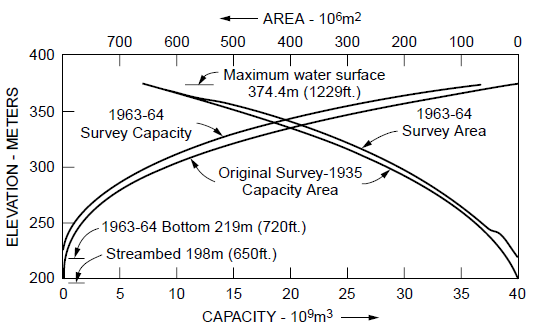 AREA - 10⁶m²
700 600 500 400 300 200 100 0
400
350
300
250
200
ELEVATION - METERS
Maximum water surface
374.4m (1229ft.)
1963-64
Survey Capacity
1963-64
Survey Area
Original Survey-1935
Capacity Area
1963-64 Bottom 219m (720ft.)
Streambed 198m (650ft.)
0 5 10 15 20 25 30 35 40
CAPACITY - 10⁹m³